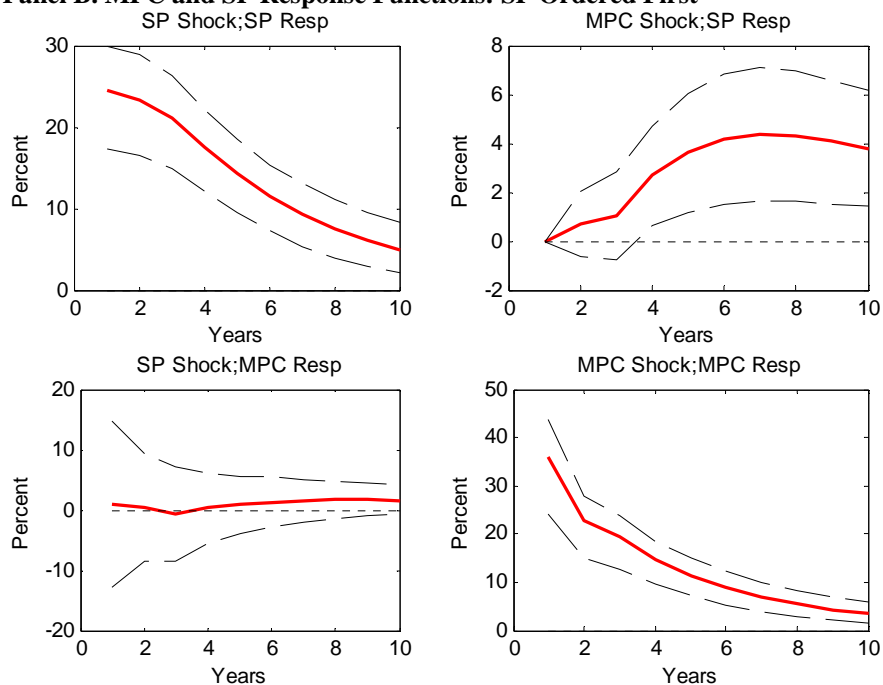 Panel B: MPC and SP Response Functions: SP Ordered First
SP Shock;SP Resp
30
20
10
0
Percent
0 2 4 6 8 10
Years
MPC Shock;SP Resp
8
6
4
2
0
-2
Percent
0 2 4 6 8 10
Years
SP Shock;MPC Resp
20
10
0
-10
-20
Percent
0 2 4 6 8 10
Years
MPC Shock;MPC Resp
50
40
30
20
10
0
Percent
0 2 4 6 8 10
Years